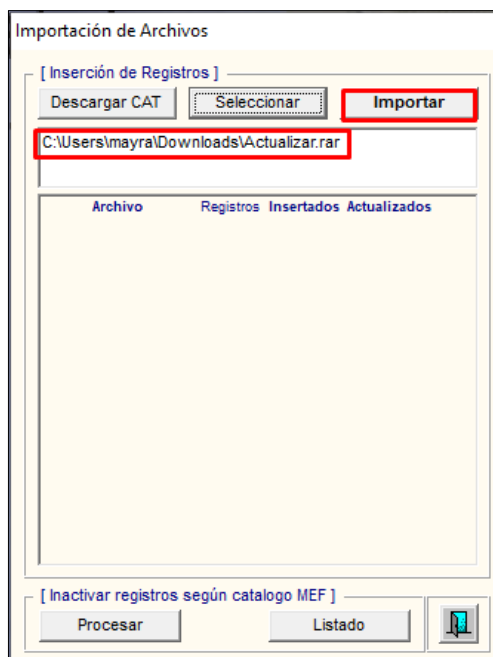 Importación de Archivos
[ Inserción de Registros ]
Descargar CAT Seleccionar Importar
C:\Users\mayra\Downloads\Actualizar.rar
Archivo Registros Insertados Actualizados
[ Inactivar registros según catalogo MEF ]
Procesar Listado